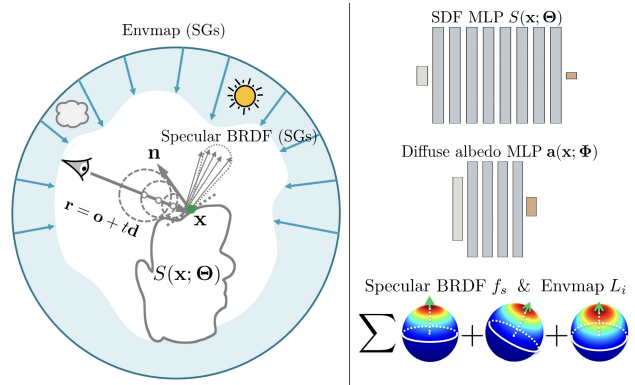 Envmap (SGs)
Specular BRDF (SGs)
n
r = o + td
x
S(x; Θ)
SDF MLP S(x; Θ)
Diffuse albedo MLP a(x; Φ)
Specular BRDF f_s & Envmap L_i
∑ + +